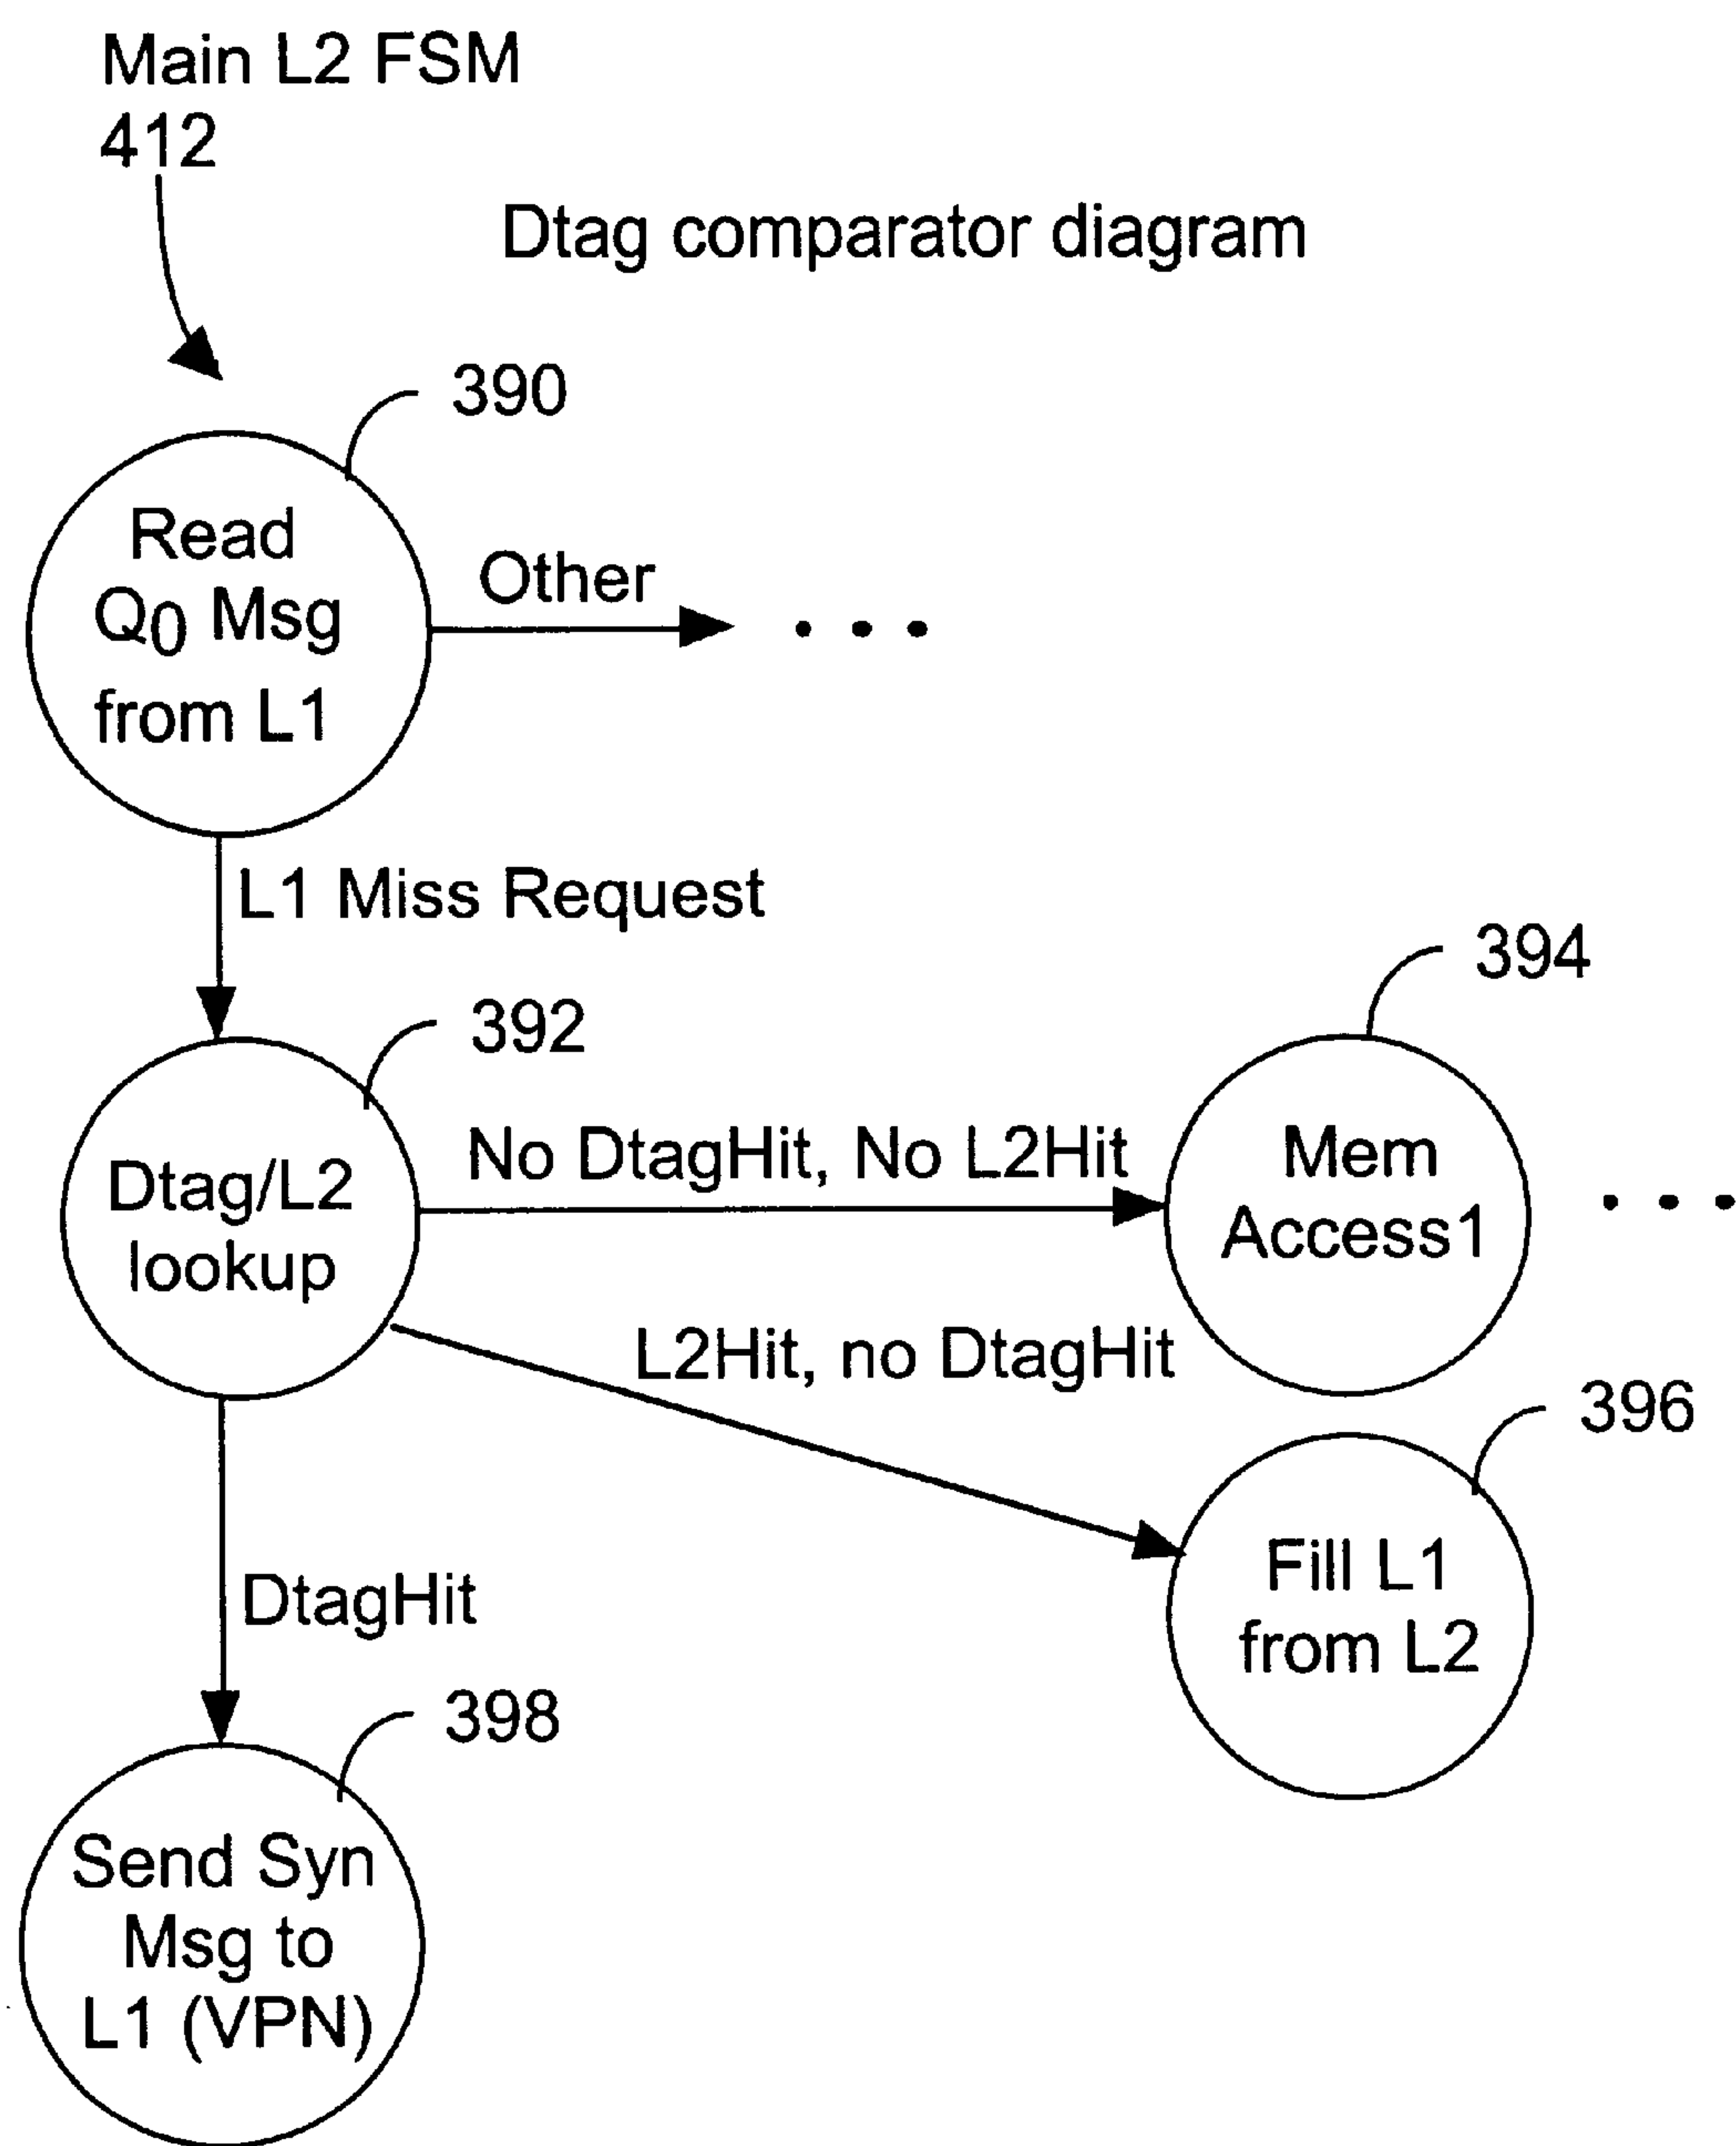 Main L2 FSM
412
Dtag comparator diagram
390
Read
Q0 Msg
from L1
Other
L1 Miss Request
394
392
Dtag/L2
lookup
No DtagHit, No L2Hit
Mem
Access1
L2Hit, no DtagHit
396
Fill L1
from L2
DtagHit
398
Send Syn
Msg to
L1 (VPN)